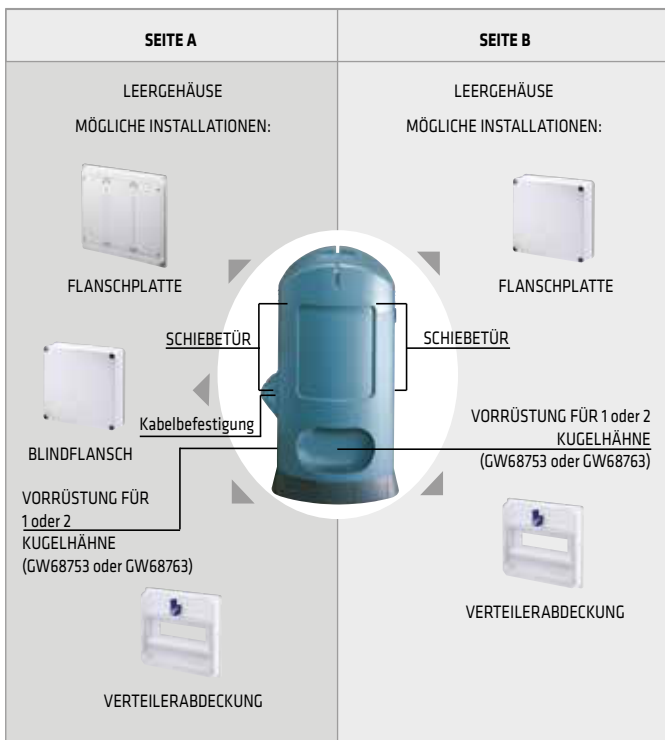 SEITE A
LEERGEHÄUSE
MÖGLICHE INSTALLATIONEN:
FLANSCHPLATTE
SCHIEBETÜR
Kabelbefestigung
BLINDFLANSCH
VORRÜSTUNG FÜR
1 oder 2
KUGELHÄHNE
(GW68753 oder GW68763)
VERTEILERABDECKUNG
SEITE B
LEERGEHÄUSE
MÖGLICHE INSTALLATIONEN:
FLANSCHPLATTE
SCHIEBETÜR
VORRÜSTUNG FÜR 1 oder 2
KUGELHÄHNE
(GW68753 oder GW68763)
VERTEILERABDECKUNG